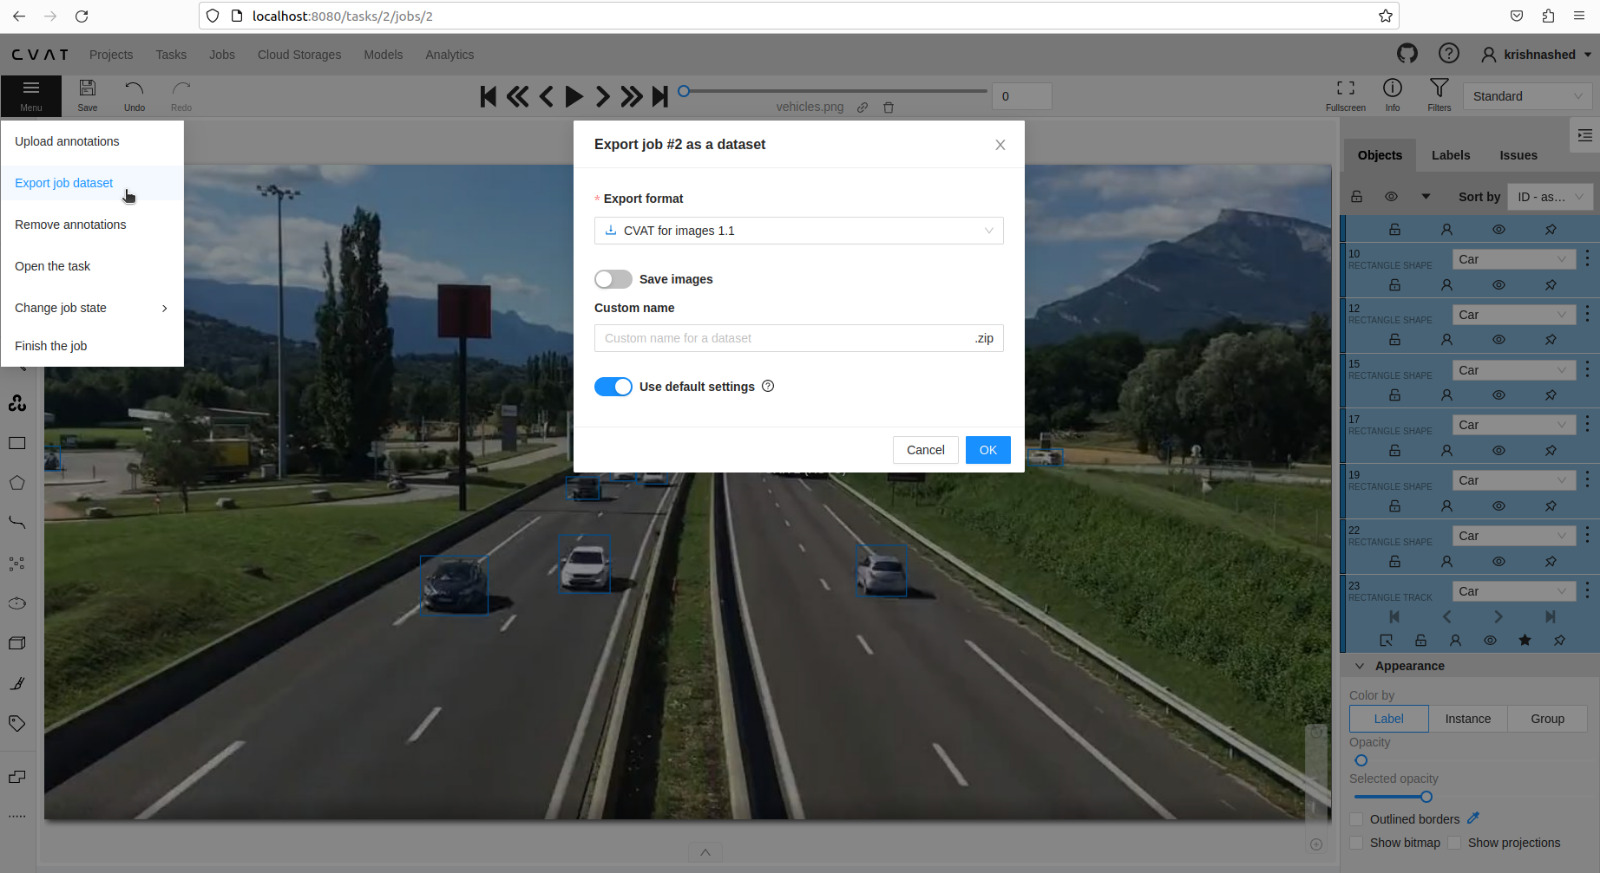 localhost:8080/tasks/2/jobs/2
CVAT Projects Tasks Jobs Cloud Storages Models Analytics krishnashed
Menu Save Undo Redo vehicles.png 0 Fullscreen Info Filters Standard
Upload annotations
Export job dataset
Remove annotations
Open the task
Change job state
Finish the job
Export job #2 as a dataset
* Export format
CVAT for images 1.1
Save images
Custom name
Custom name for a dataset .zip
Use default settings
Cancel OK
Objects Labels Issues
Sort by ID - as...
10 Car
RECTANGLE SHAPE
12 Car
RECTANGLE SHAPE
15 Car
RECTANGLE SHAPE
17 Car
RECTANGLE SHAPE
19 Car
RECTANGLE SHAPE
22 Car
RECTANGLE SHAPE
23 Car
RECTANGLE TRACK
Appearance
Color by
Label Instance Group
Opacity
Selected opacity
Outlined borders
Show bitmap Show projections